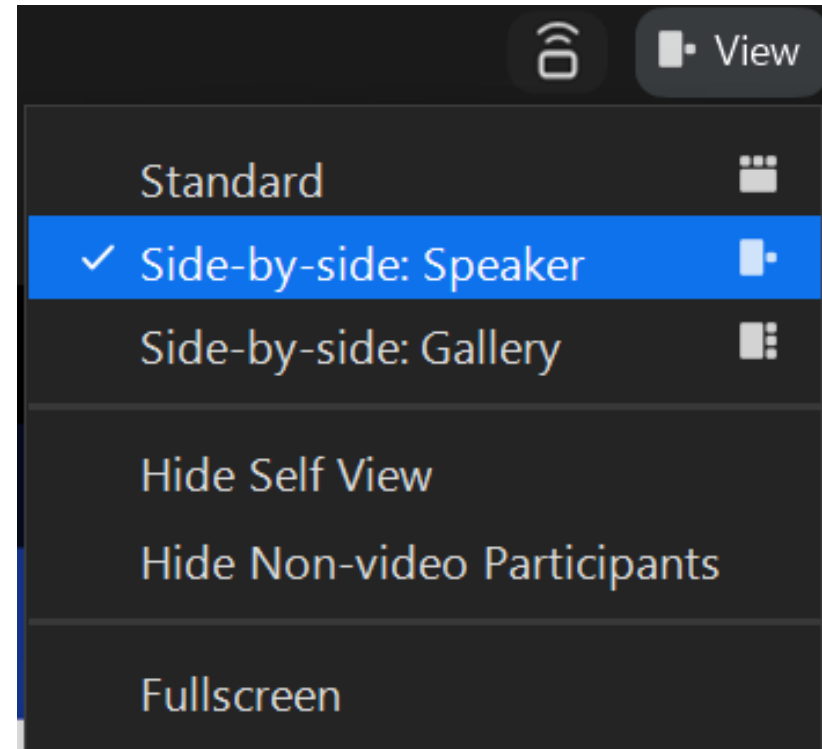 View
Standard
Side-by-side: Speaker
Side-by-side: Gallery
Hide Self View
Hide Non-video Participants
Fullscreen